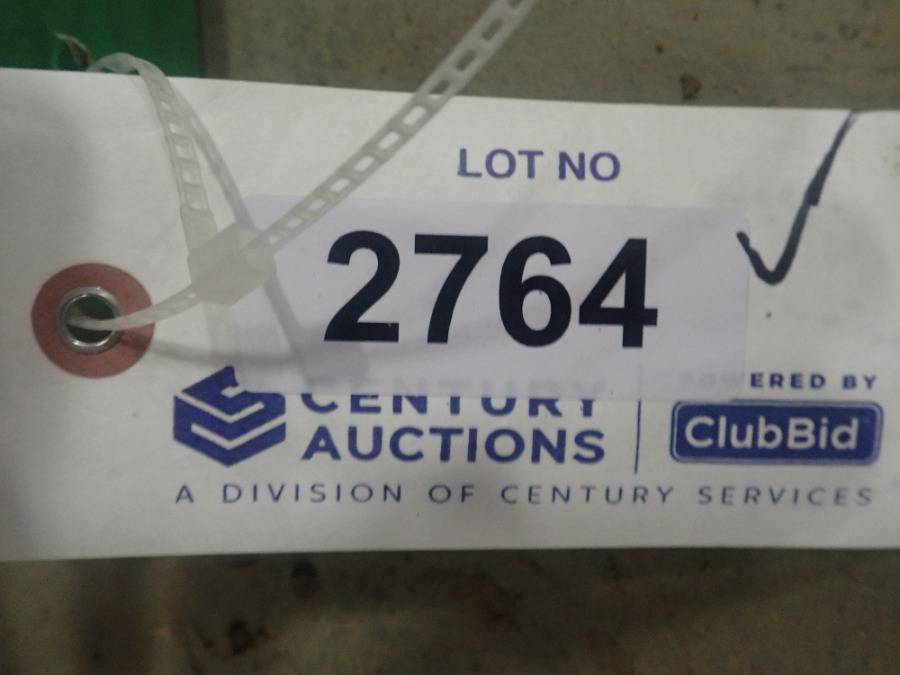 LOT NO
2764
CENTURY
AUCTIONS
POWERED BY
ClubBid
A DIVISION OF CENTURY SERVICES